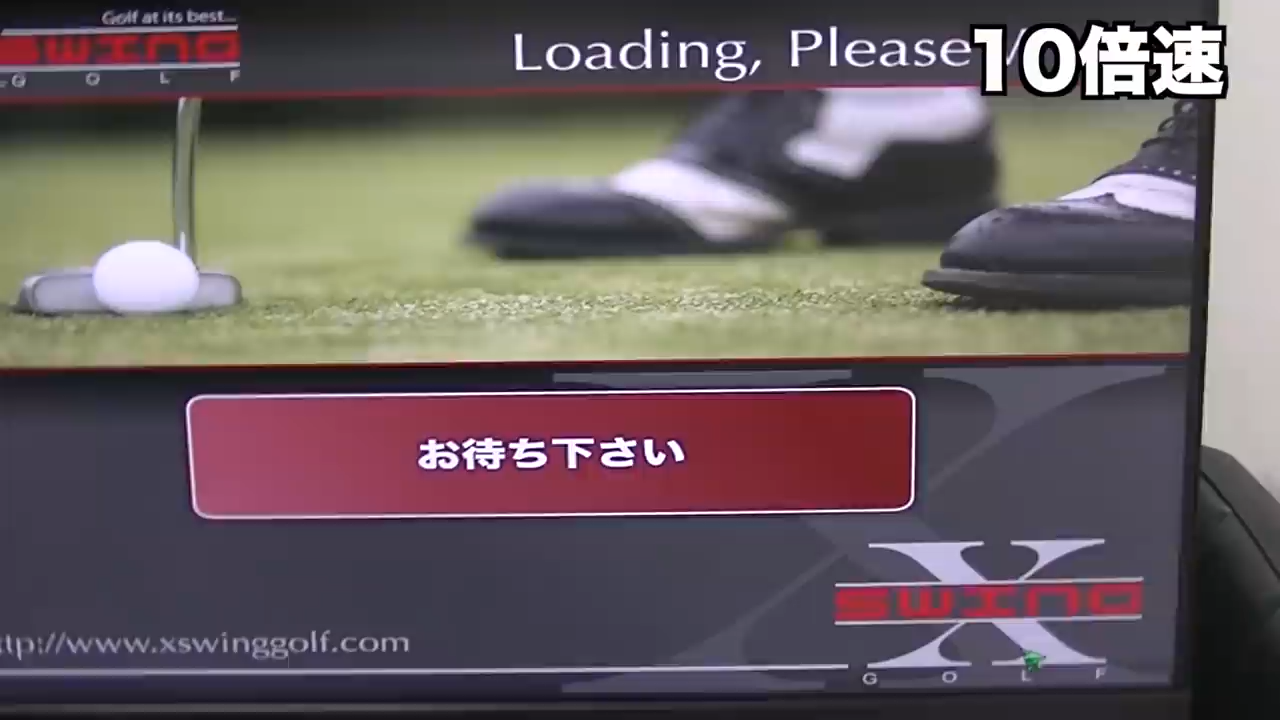 Golf at its best...
SWING
G O L F
Loading, Please
10倍速
お待ち下さい
X
SWING
G O L F
tp://www.xswinggolf.com